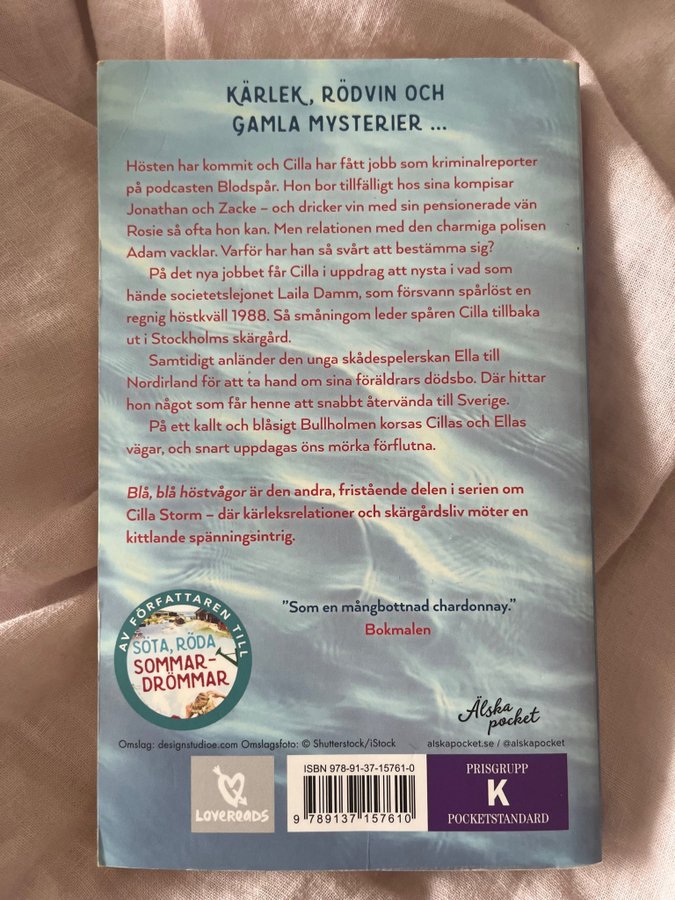 KÄRLEK, RÖDVIN OCH
GAMLA MYSTERIER ...
Hösten har kommit och Cilla har fått jobb som kriminalreporter
på podcasten Blodspår. Hon bor tillfälligt hos sina kompisar
Jonathan och Zacke – och dricker vin med sin pensionerade vän
Rosie så ofta hon kan. Men relationen med den charmiga polisen
Adam vacklar. Varför har han så svårt att bestämma sig?
På det nya jobbet får Cilla i uppdrag att nysta i vad som
hände societetslejonet Laila Damm, som försvann spårlöst en
regnig höstkväll 1988. Så småningom leder spåren Cilla tillbaka
ut i Stockholms skärgård.
Samtidigt anländer den unga skådespelerskan Ella till
Nordirland för att ta hand om sina föräldrars dödsbo. Där hittar
hon något som får henne att snabbt återvända till Sverige.
På ett kallt och blåsigt Bullholmen korsas Cillas och Ellas
vägar, och snart uppdagas öns mörka förflutna.
Blå, blå höstvågor är den andra, fristående delen i serien om
Cilla Storm – där kärleksrelationer och skärgårdsliv möter en
kittlande spänningsintrig.
AV FÖRFATTAREN TILL
SÖTA, RÖDA
SOMMAR-
DRÖMMAR
”Som en mångbottnad chardonnay.”
Bokmalen
Älska
pocket
Omslag: designstudioe.com Omslagsfoto: © Shutterstock/iStock
alskapocket.se / @alskapocket
LOVEREADS
ISBN 978-91-37-15761-0
9 789137 157610
PRISGRUPP
K
POCKETSTANDARD